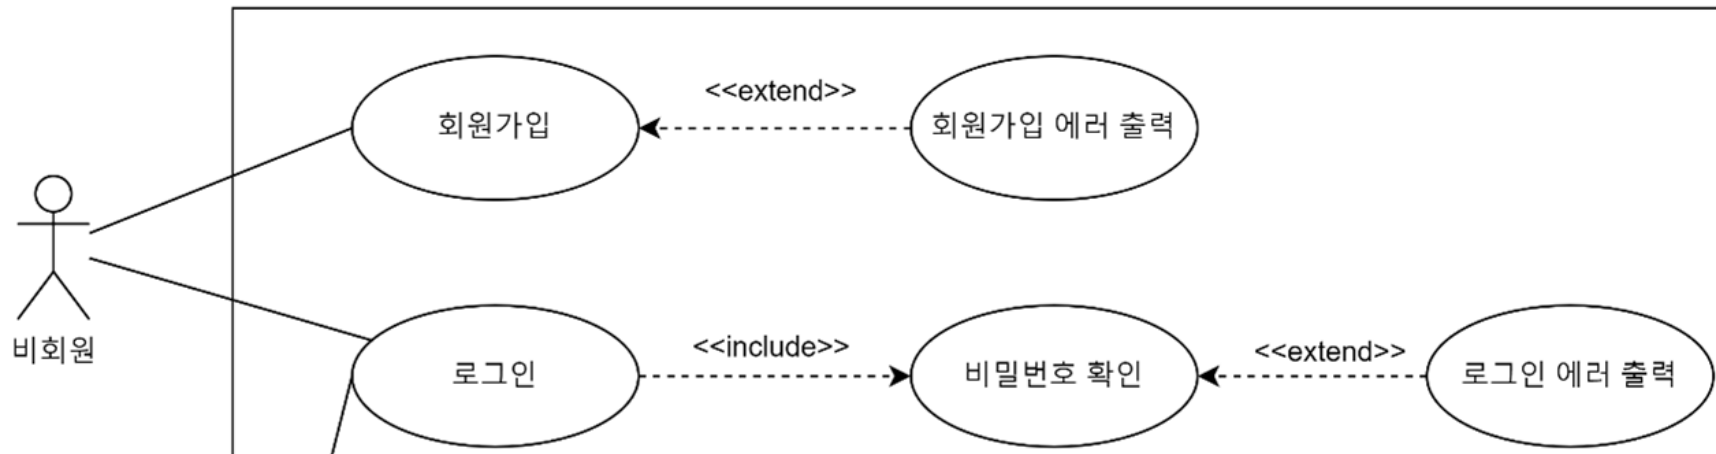 <<extend>>
회원가입
회원가입 에러 출력
비회원
<<include>>
<<extend>>
로그인
비밀번호 확인
로그인 에러 출력